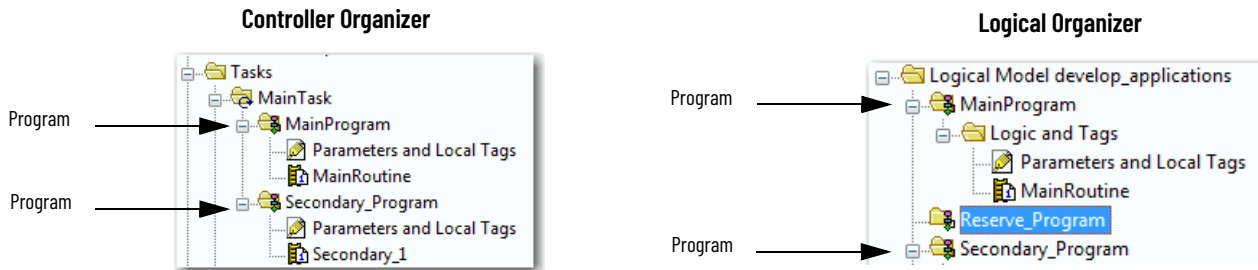 Controller Organizer
Tasks
MainTask
Program
MainProgram
Parameters and Local Tags
MainRoutine
Program
Secondary_Program
Parameters and Local Tags
Secondary_1
Logical Organizer
Logical Model develop_applications
Program
MainProgram
Logic and Tags
Parameters and Local Tags
MainRoutine
Reserve_Program
Program
Secondary_Program